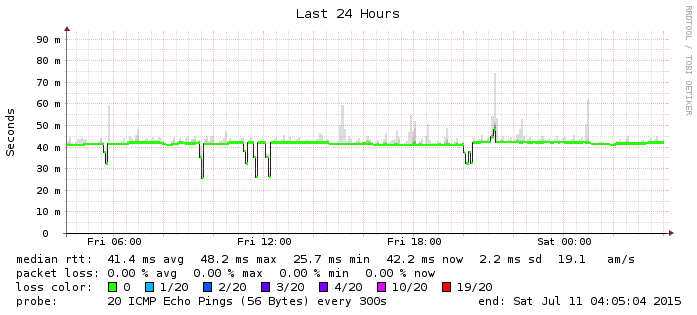 Last 24 Hours
RRDTOOL / TOBI OETIKER
Seconds
90 m
80 m
70 m
60 m
50 m
40 m
30 m
20 m
10 m
0
Fri 06:00 Fri 12:00 Fri 18:00 Sat 00:00
median rtt: 41.4 ms avg 48.2 ms max 25.7 ms min 42.2 ms now 2.2 ms sd 19.1 am/s
packet loss: 0.00 % avg 0.00 % max 0.00 % min 0.00 % now
loss color: 0 1/20 2/20 3/20 4/20 10/20 19/20
probe: 20 ICMP Echo Pings (56 Bytes) every 300s end: Sat Jul 11 04:05:04 2015